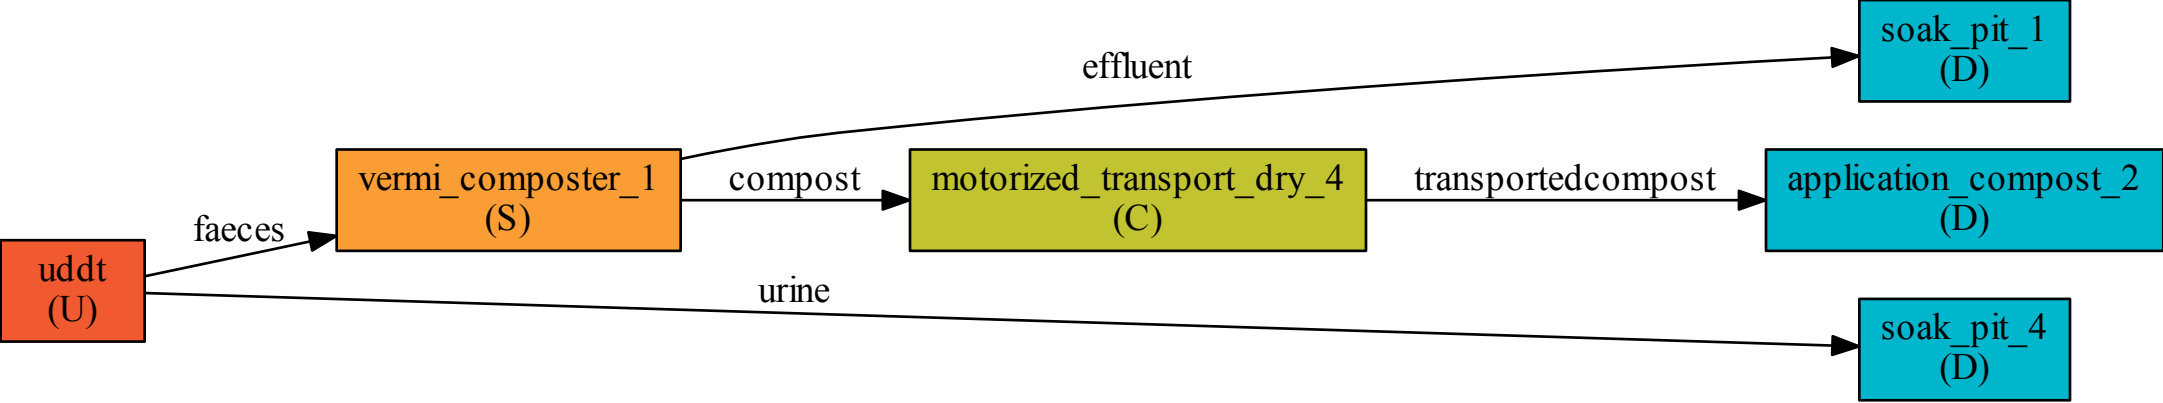 soak_pit_1
(D)
effluent
vermi_composter_1
(S)
compost
motorized_transport_dry_4
(C)
transportedcompost
application_compost_2
(D)
faeces
uddt
(U)
urine
soak_pit_4
(D)